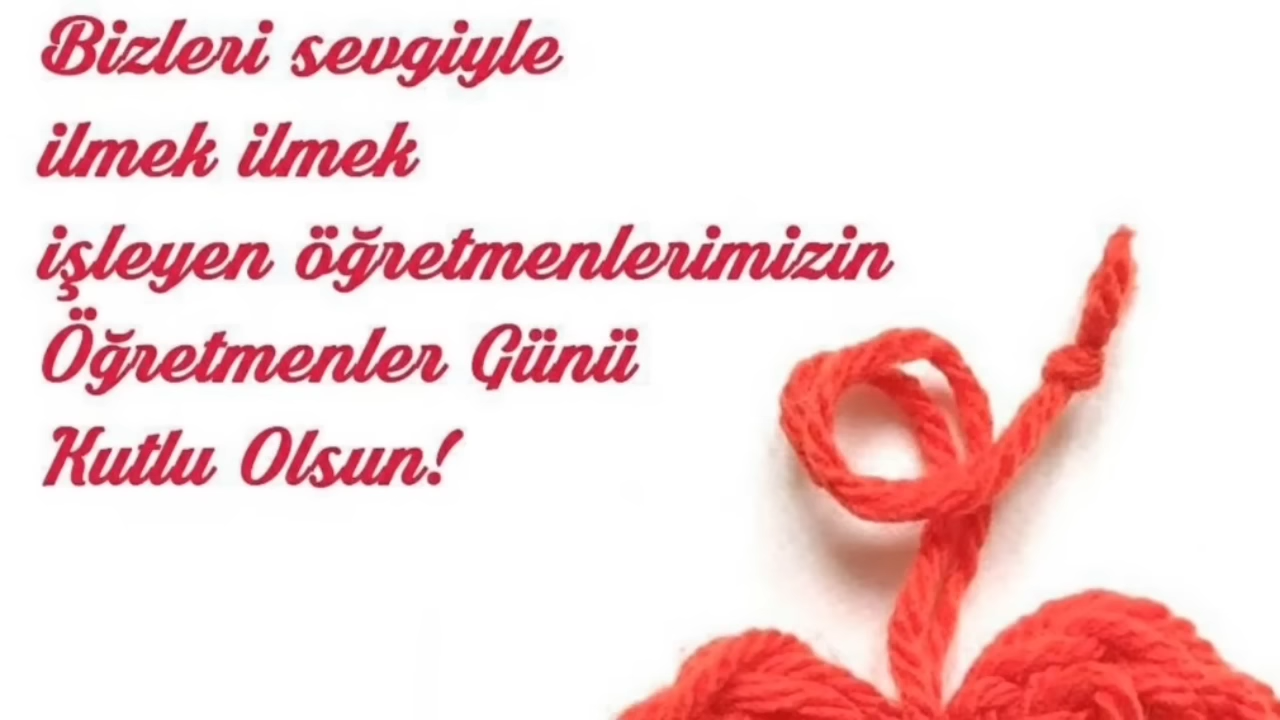 Bizleri sevgiyle
ilmek ilmek
işleyen öğretmenlerimizin
Öğretmenler Günü
Kutlu Olsun!